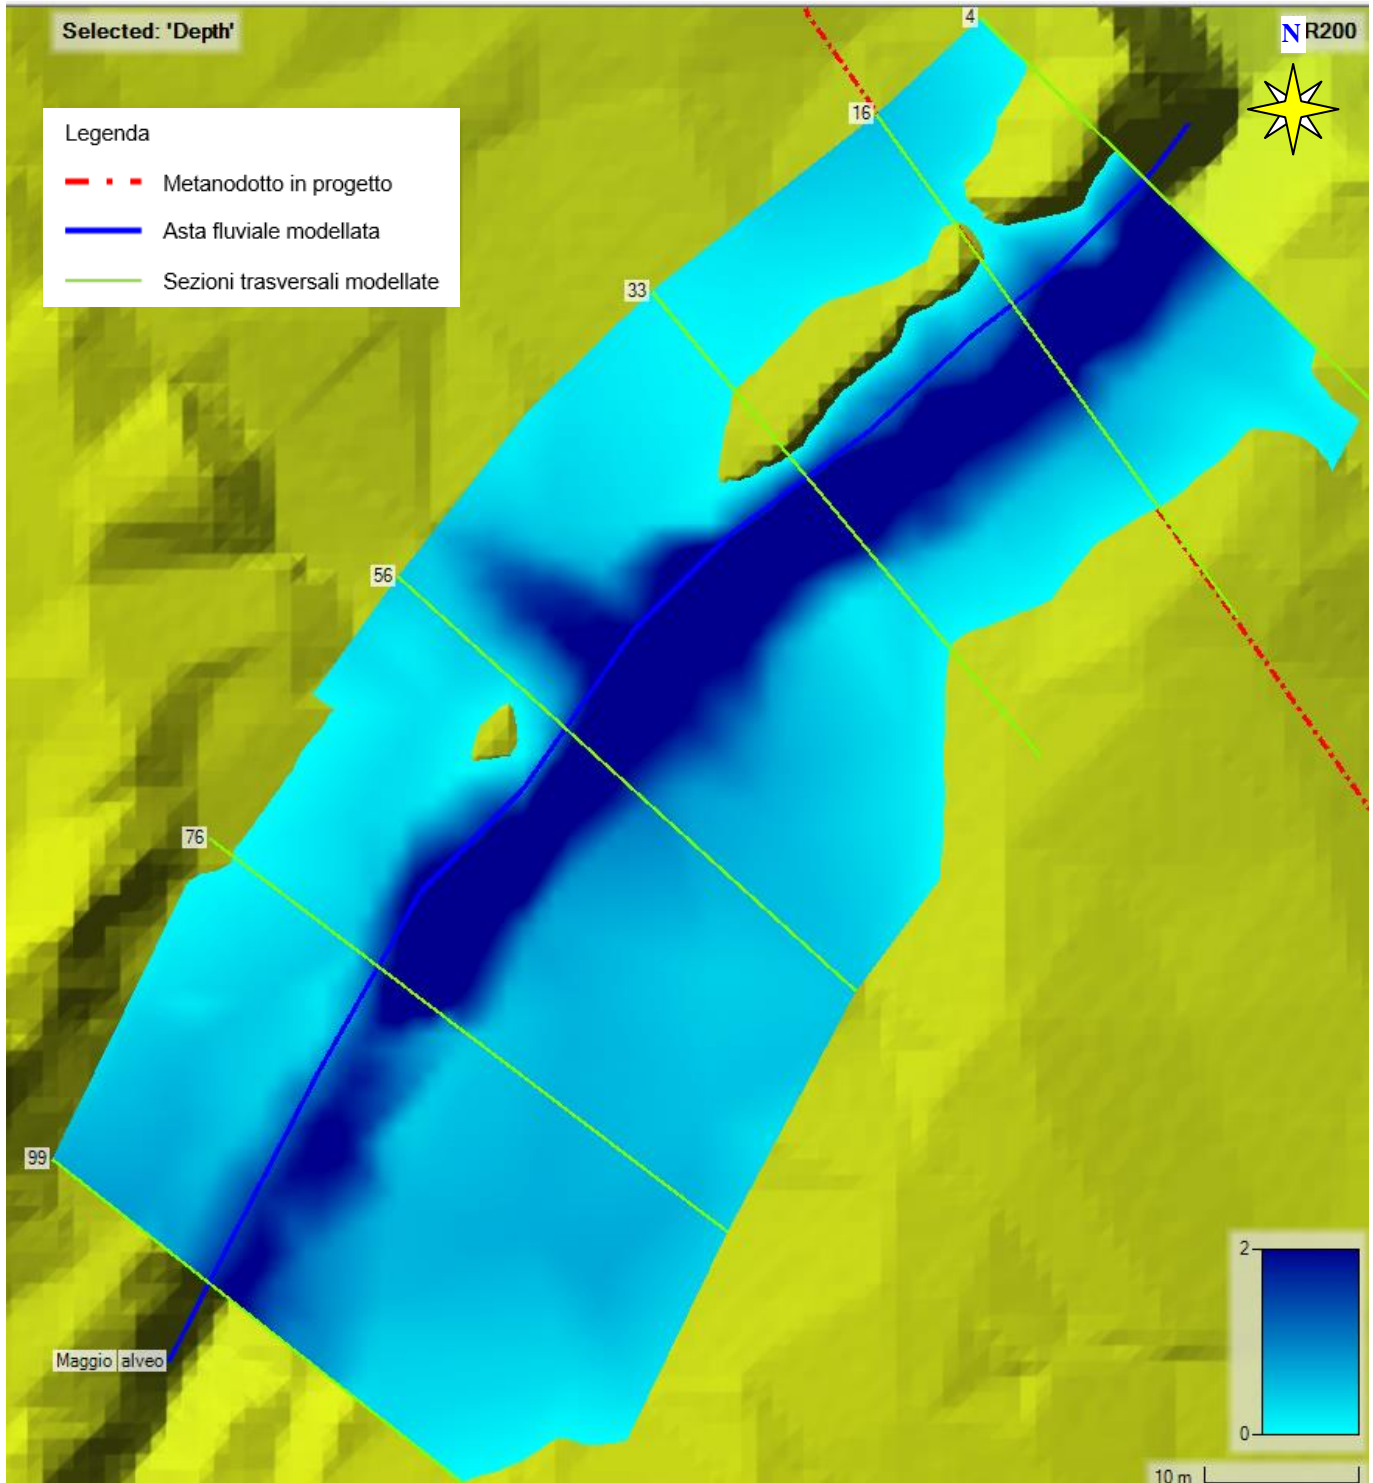 Selected: 'Depth'
4
N
R200
16
Legenda
Metanodotto in progetto
Asta fluviale modellata
Sezioni trasversali modellate
33
56
76
99
2
0
Maggio alveo
10 m